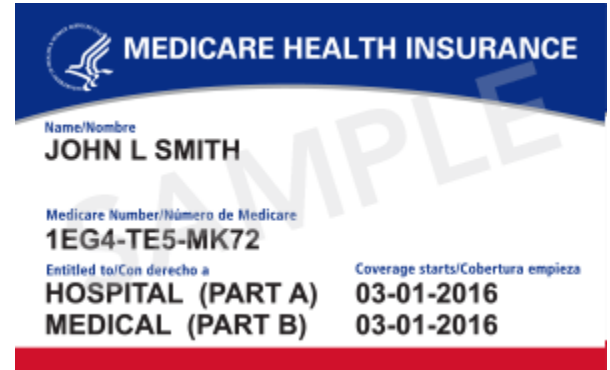 MEDICARE HEALTH INSURANCE
Name/Nombre
JOHN L SMITH
Medicare Number/Número de Medicare
1EG4-TE5-MK72
Entitled to/Con derecho a Coverage starts/Cobertura empieza
HOSPITAL (PART A) 03-01-2016
MEDICAL (PART B) 03-01-2016
SAMPLE